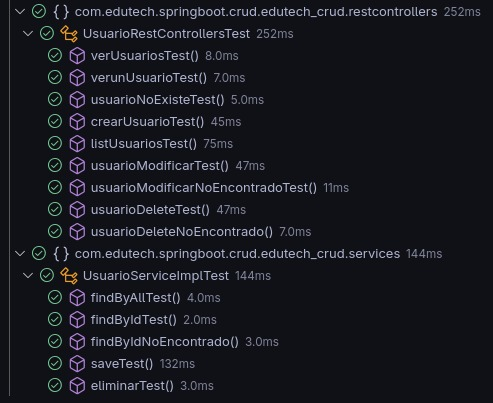 { } com.edutech.springboot.crud.edutech_crud.restcontrollers 252ms
UsuarioRestControllersTest 252ms
verUsuariosTest() 8.0ms
verunUsuarioTest() 7.0ms
usuarioNoExisteTest() 5.0ms
crearUsuarioTest() 45ms
listUsuariosTest() 75ms
usuarioModificarTest() 47ms
usuarioModificarNoEncontradoTest() 11ms
usuarioDeleteTest() 47ms
usuarioDeleteNoEncontrado() 7.0ms
{ } com.edutech.springboot.crud.edutech_crud.services 144ms
UsuarioServiceImplTest 144ms
findByAllTest() 4.0ms
findByIdTest() 2.0ms
findByIdNoEncontrado() 3.0ms
saveTest() 132ms
eliminarTest() 3.0ms